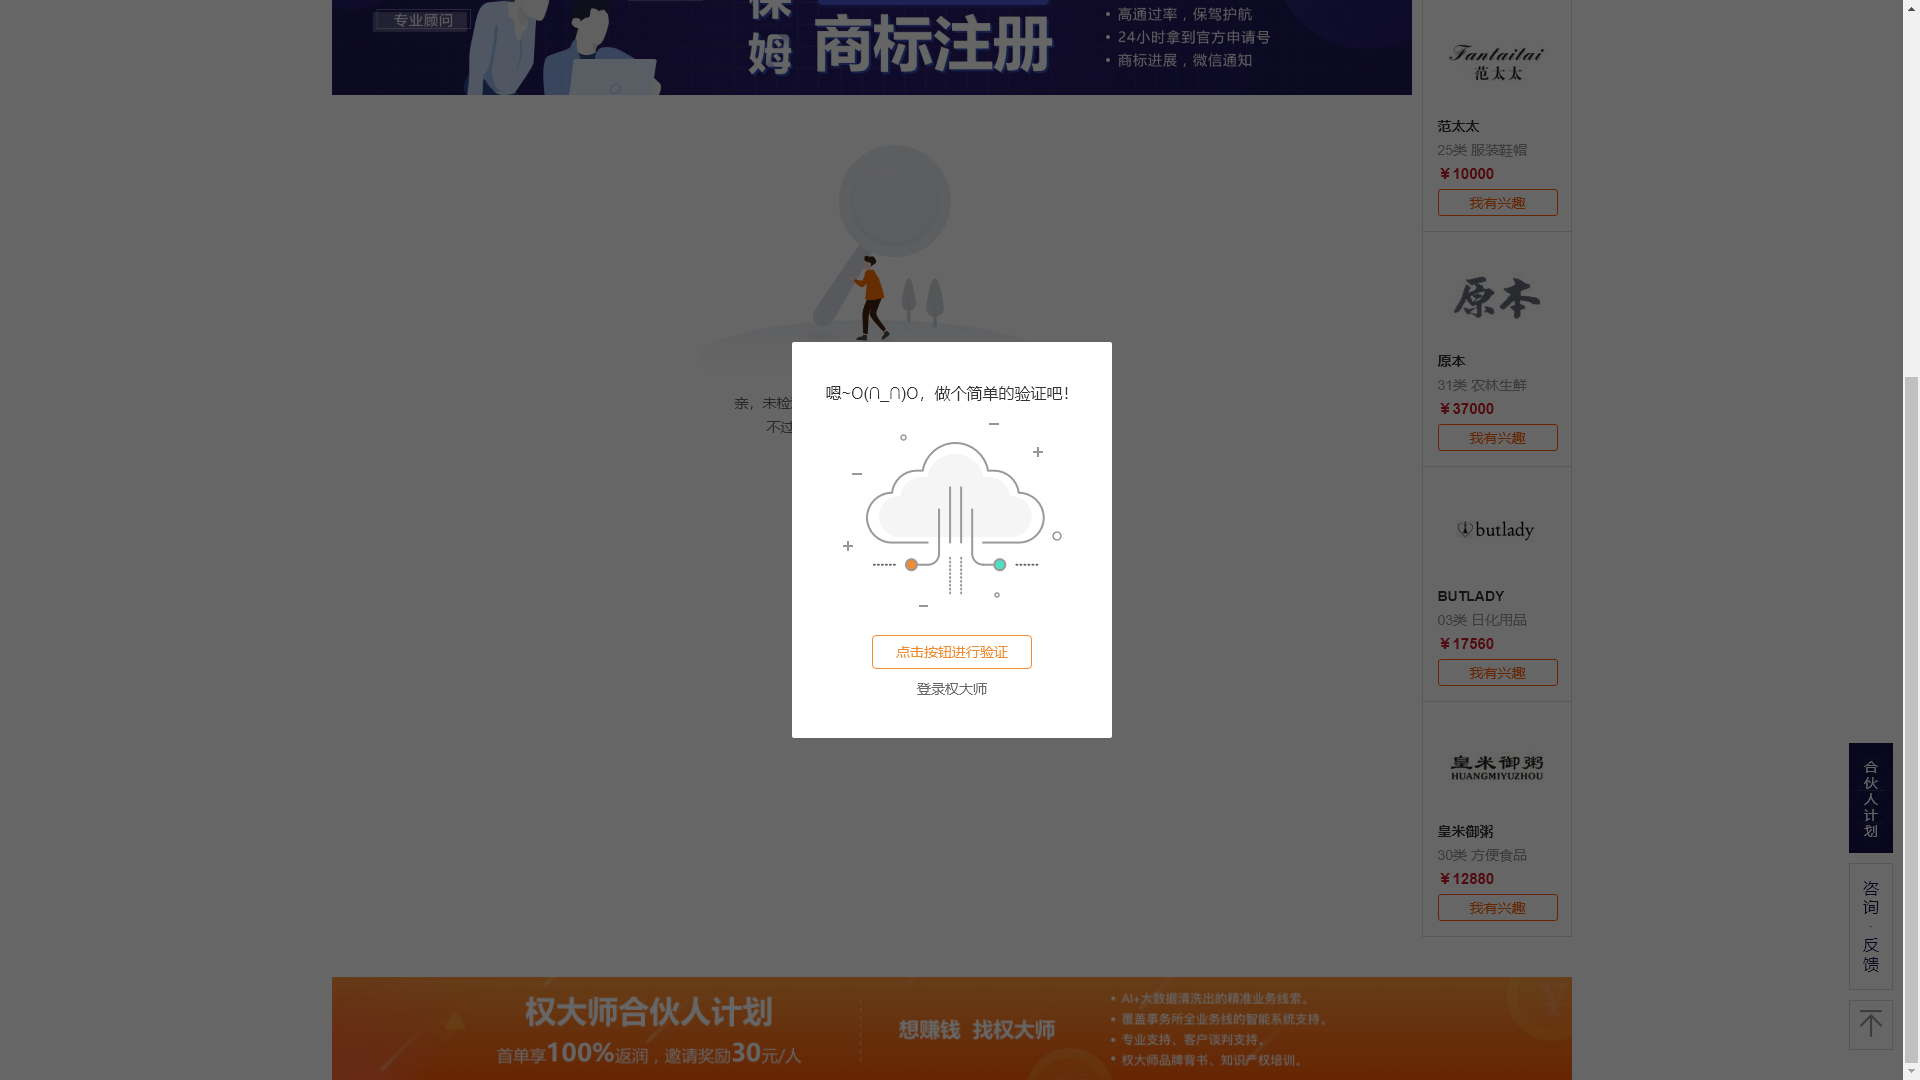 专业顾问
保
姆
商标注册
• 高通过率，保驾护航
• 24小时拿到官方申请号
• 商标进展，微信通知
Fantaitai
范太太
范太太
25类 服装鞋帽
￥10000
我有兴趣
原本
原本
31类 农林生鲜
￥37000
我有兴趣
butlady
BUTLADY
03类 日化用品
￥17560
我有兴趣
皇米御粥
HUANGMIYUZHOU
皇米御粥
30类 方便食品
￥12880
我有兴趣
亲，未检
不过
嗯~O(∩_∩)O，做个简单的验证吧！
点击按钮进行验证
登录权大师
合伙人计划
咨询·反馈
权大师合伙人计划
首单享100%返润，邀请奖励30元/人
想赚钱 找权大师
• AI+大数据清洗出的精准业务线索。
• 覆盖事务所全业务线的智能系统支持。
• 专业支持、客户谈判支持。
• 权大师品牌背书、知识产权培训。